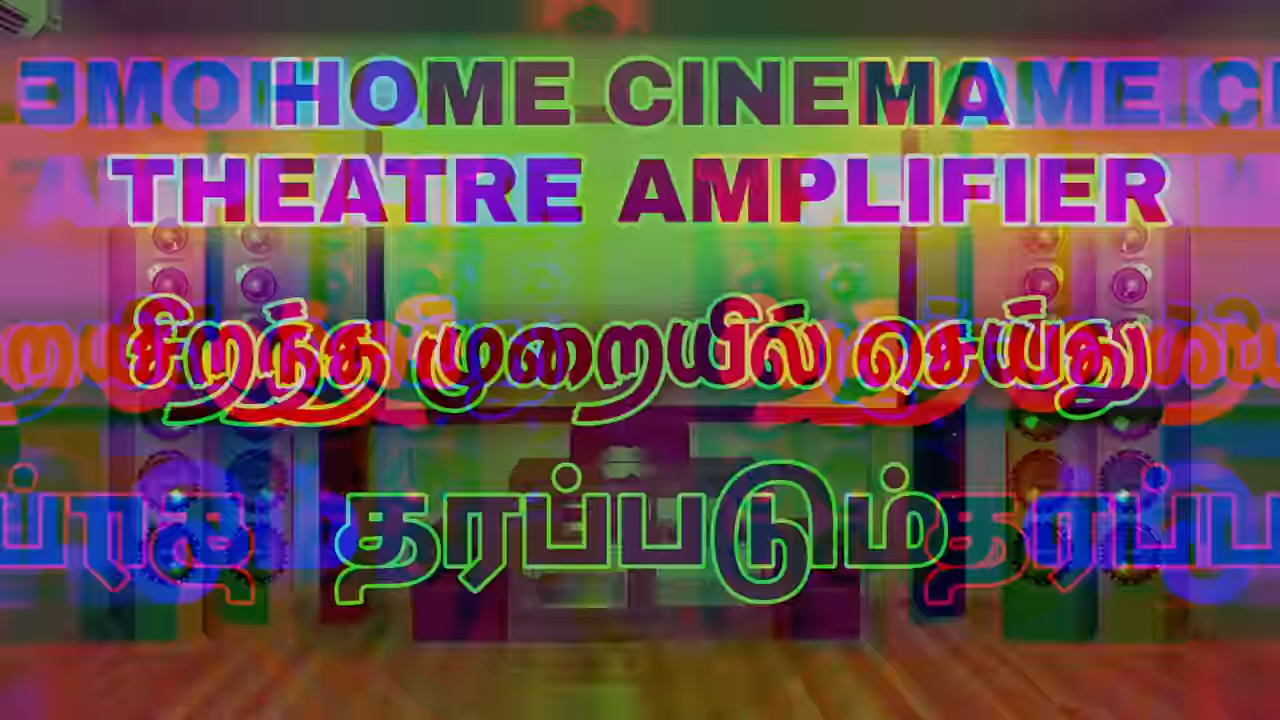 HOME CINEMA
THEATRE AMPLIFIER
சிறந்த முறையில் செய்து
தரப்படும்